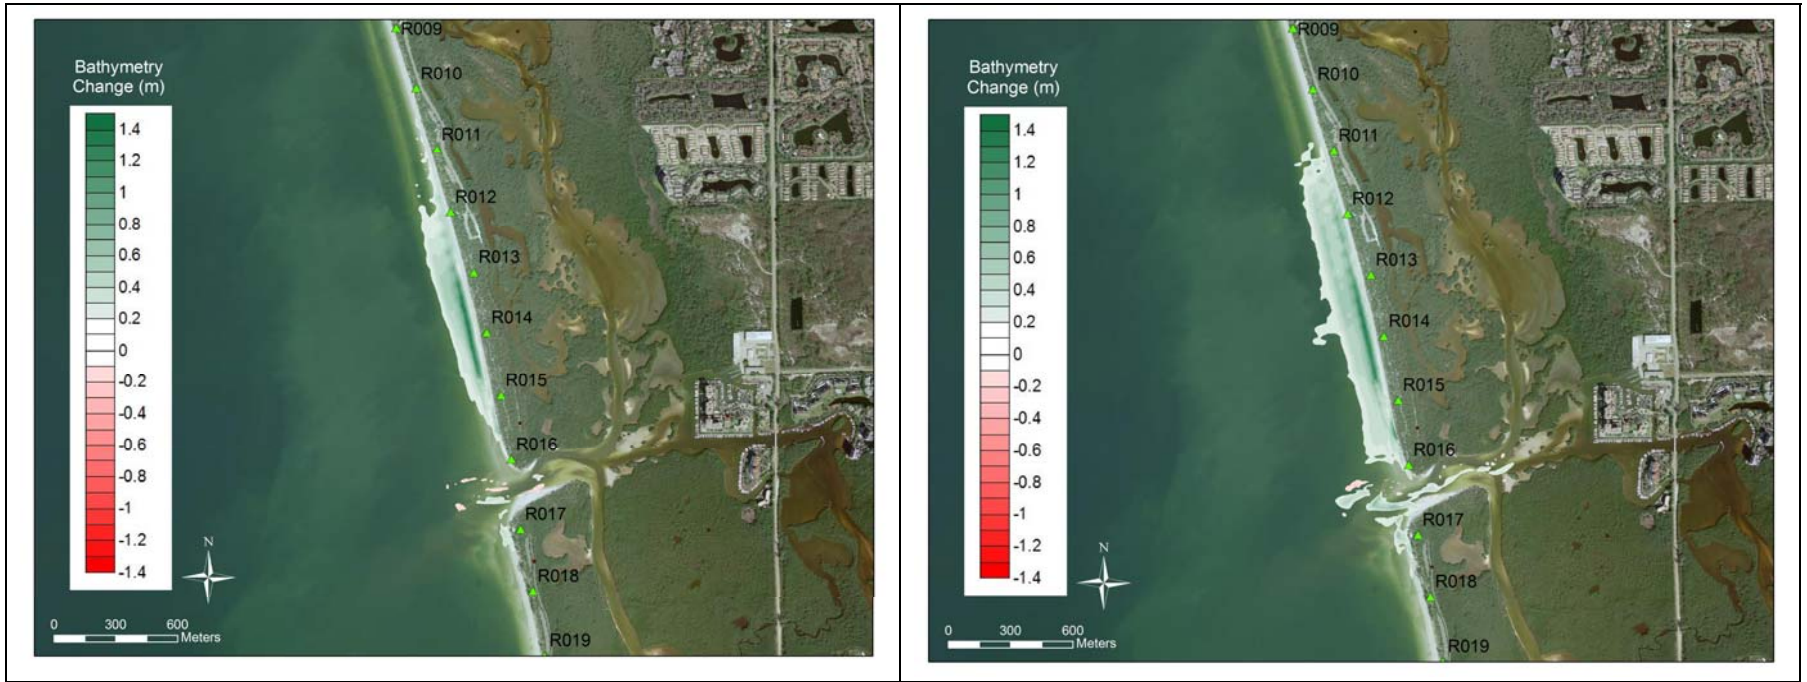 Bathymetry
Change (m)
1.4
1.2
1
0.8
0.6
0.4
0.2
0
-0.2
-0.4
-0.6
-0.8
-1
-1.2
-1.4
N
0 300 600
Meters
R009
R010
R011
R012
R013
R014
R015
R016
R017
R018
R019
Bathymetry
Change (m)
1.4
1.2
1
0.8
0.6
0.4
0.2
0
-0.2
-0.4
-0.6
-0.8
-1
-1.2
-1.4
N
0 300 600
Meters
R009
R010
R011
R012
R013
R014
R015
R016
R017
R018
R019